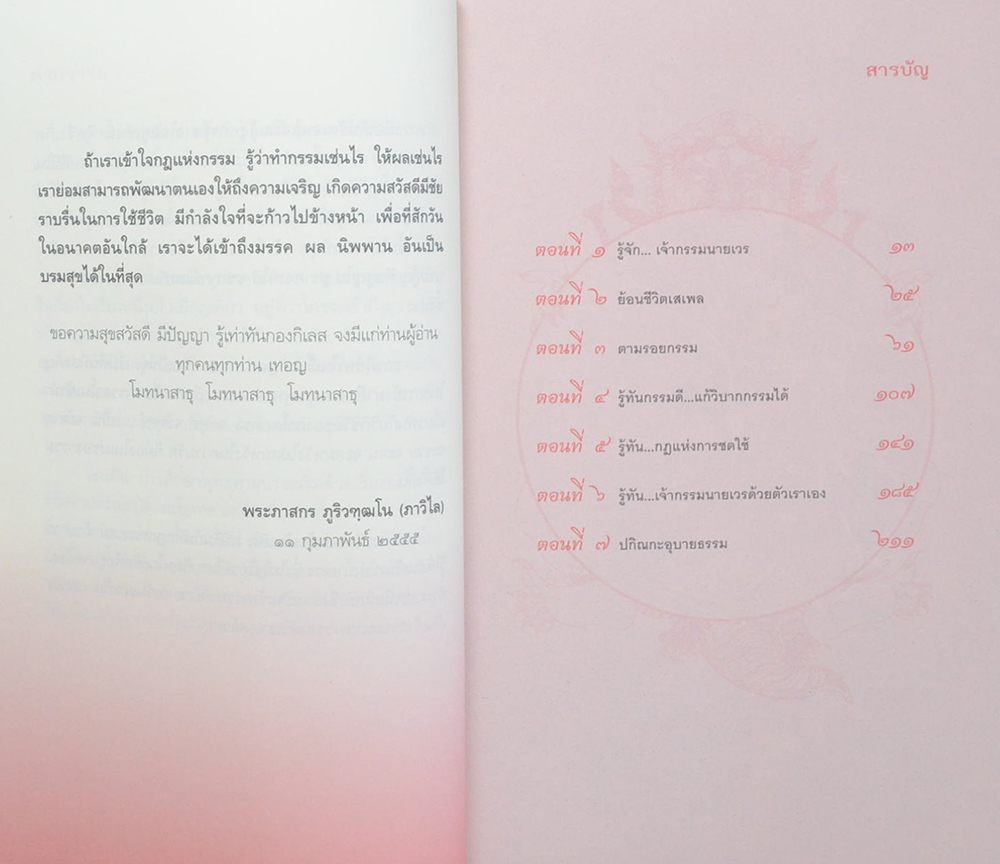 ถ้าเราเข้าใจกฎแห่งกรรม รู้ว่าทำกรรมเช่นไร ให้ผลเช่นไร
เราย่อมสามารถพัฒนาตนเองให้ถึงความเจริญ เกิดความสวัสดีมีชัย
ราบรื่นในการใช้ชีวิต มีกำลังใจที่จะก้าวไปข้างหน้า เพื่อที่สักวัน
ในอนาคตอันใกล้ เราจะได้เข้าถึงมรรค ผล นิพพาน อันเป็น
บรมสุขได้ในที่สุด
ขอความสุขสวัสดี มีปัญญา รู้เท่าทันกองกิเลส จงมีแก่ท่านผู้อ่าน
ทุกคนทุกท่าน เทอญ
โมทนาสาธุ โมทนาสาธุ โมทนาสาธุ
พระภาสกร ภูริวฑฺฒโน (ภาวิไล)
๑๑ กุมภาพันธ์ ๒๕๕๕
สารบัญ
ตอนที่ ๑ รู้จัก... เจ้ากรรมนายเวร ๑๓
ตอนที่ ๒ ย้อนชีวิตเสเพล ๒๕
ตอนที่ ๓ ตามรอยกรรม ๖๑
ตอนที่ ๔ รู้ทันกรรมดี...แก้วิบากกรรมได้ ๑๐๗
ตอนที่ ๕ รู้ทัน...กฎแห่งการชดใช้ ๑๔๑
ตอนที่ ๖ รู้ทัน...เจ้ากรรมนายเวรด้วยตัวเราเอง ๑๘๕
ตอนที่ ๗ ปกิณกะอุบายธรรม ๒๑๑